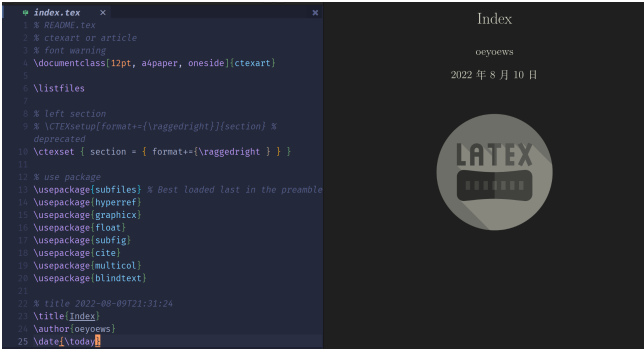 index.tex
1 % README.tex
2 % ctexart or article
3 % font warning
4 \documentclass[12pt, a4paper, oneside]{ctexart}
5
6 \listfiles
7
8 % left section
9 % \CTEXsetup[format+={\raggedright}]{section} %
deprecated
10 \ctexset { section = { format+={\raggedright } } }
11
12 % use package
13 \usepackage{subfiles} % Best loaded last in the preamble
14 \usepackage{hyperref}
15 \usepackage{graphicx}
16 \usepackage{float}
17 \usepackage{subfig}
18 \usepackage{cite}
19 \usepackage{multicol}
20 \usepackage{blindtext}
21
22 % title 2022-08-09T21:31:24
23 \title{Index}
24 \author{oeyoews}
25 \date{\today}
Index
oeyoews
2022 年 8 月 10 日
LATEX